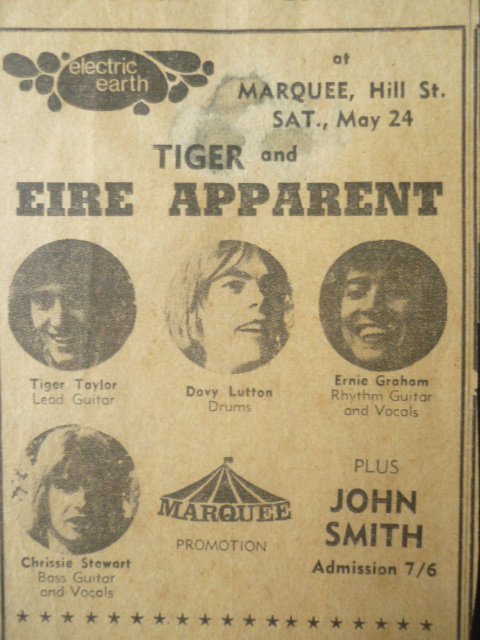 electric
earth
at
MARQUEE, Hill St.
SAT., May 24
TIGER and
EIRE APPARENT
Tiger Taylor
Lead Guitar
Davy Lutton
Drums
Ernie Graham
Rhythm Guitar
and Vocals
Chrissie Stewart
Bass Guitar
and Vocals
MARQUEE
PROMOTION
PLUS
JOHN
SMITH
Admission 7/6